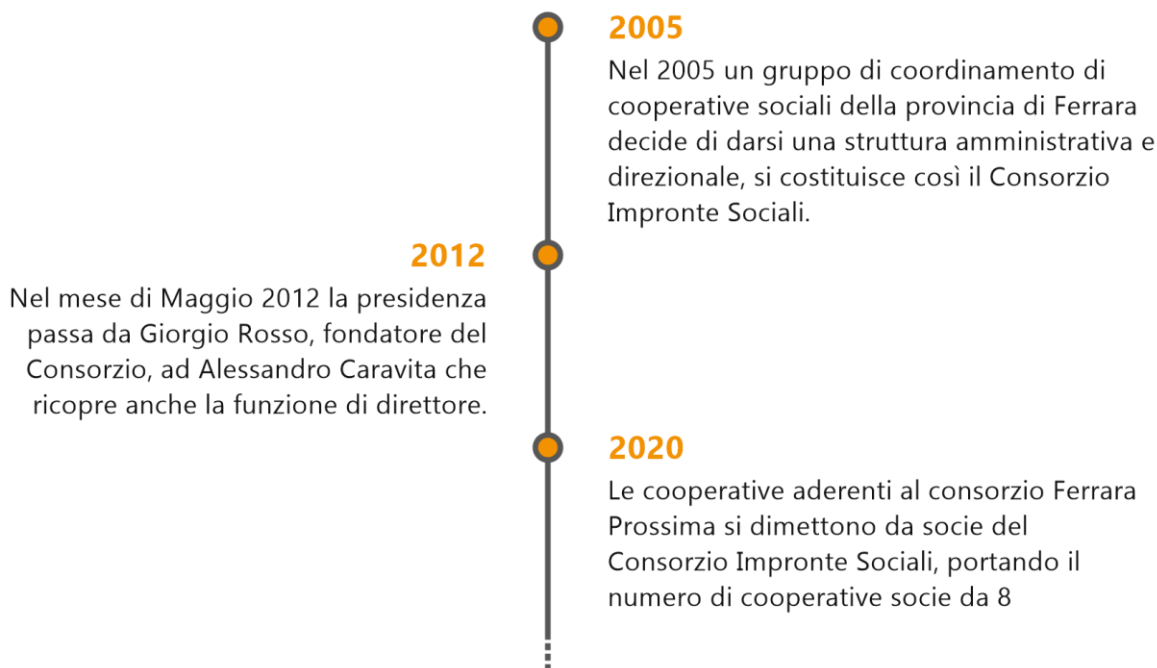 2005
Nel 2005 un gruppo di coordinamento di
cooperative sociali della provincia di Ferrara
decide di darsi una struttura amministrativa e
direzionale, si costituisce così il Consorzio
Impronte Sociali.
2012
Nel mese di Maggio 2012 la presidenza
passa da Giorgio Rosso, fondatore del
Consorzio, ad Alessandro Caravita che
ricopre anche la funzione di direttore.
2020
Le cooperative aderenti al consorzio Ferrara
Prossima si dimettono da socie del
Consorzio Impronte Sociali, portando il
numero di cooperative socie da 8